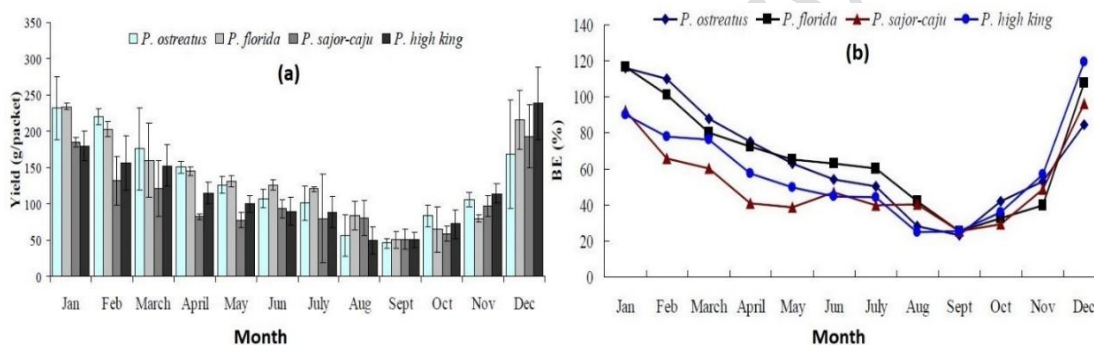 350
300
250
200
150
100
50
0
Yield (g/packet)
P. ostreatus P. florida P. sajor-caju P. high king
(a)
Jan Feb March April May Jun July Aug Sept Oct Nov Dec
Month
140
120
100
80
60
40
20
0
BE (%)
P. ostreatus P. florida P. sajor-caju P. high king
(b)
Jan Feb March April May Jun July Aug Sept Oct Nov Dec
Month